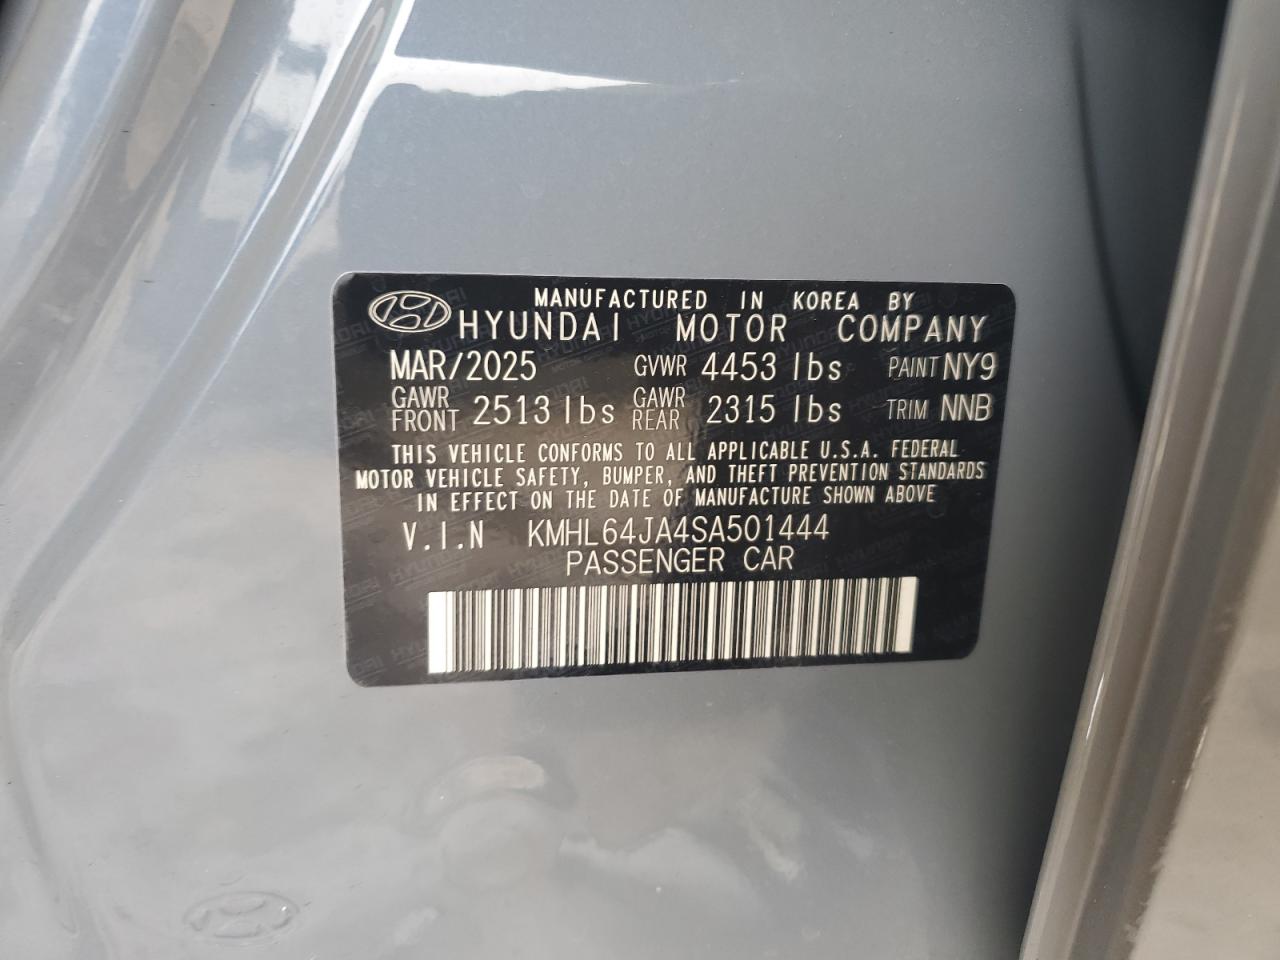 MANUFACTURED IN KOREA BY
HYUNDAI MOTOR COMPANY
MAR/2025 GVWR 4453 lbs PAINT NY9
GAWR FRONT 2513 lbs GAWR REAR 2315 lbs TRIM NNB
THIS VEHICLE CONFORMS TO ALL APPLICABLE U.S.A. FEDERAL
MOTOR VEHICLE SAFETY, BUMPER, AND THEFT PREVENTION STANDARDS
IN EFFECT ON THE DATE OF MANUFACTURE SHOWN ABOVE
V.I.N KMHL64JA4SA501444
PASSENGER CAR